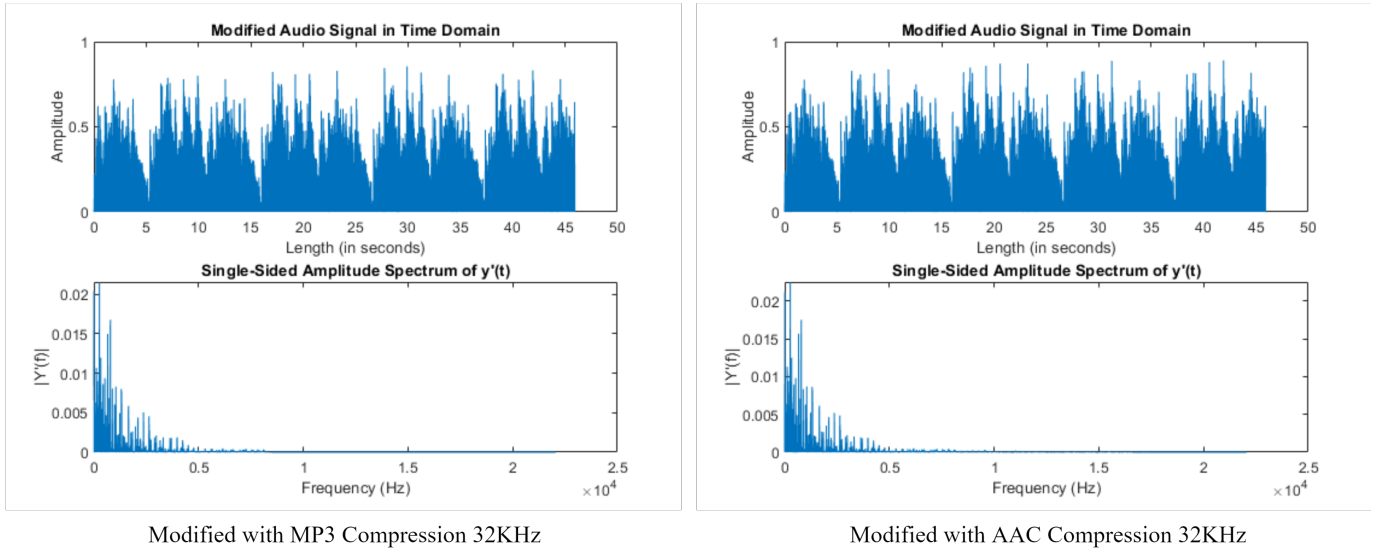 Modified Audio Signal in Time Domain
1
0.5
0
Amplitude
0 5 10 15 20 25 30 35 40 45 50
Length (in seconds)
Single-Sided Amplitude Spectrum of y'(t)
0.02
0.015
0.01
0.005
0
|Y'(f)|
0 0.5 1 1.5 2 2.5
Frequency (Hz)
×10⁴
Modified with MP3 Compression 32KHz
Modified Audio Signal in Time Domain
1
0.5
0
Amplitude
0 5 10 15 20 25 30 35 40 45 50
Length (in seconds)
Single-Sided Amplitude Spectrum of y'(t)
0.02
0.015
0.01
0.005
0
|Y'(f)|
0 0.5 1 1.5 2 2.5
Frequency (Hz)
×10⁴
Modified with AAC Compression 32KHz